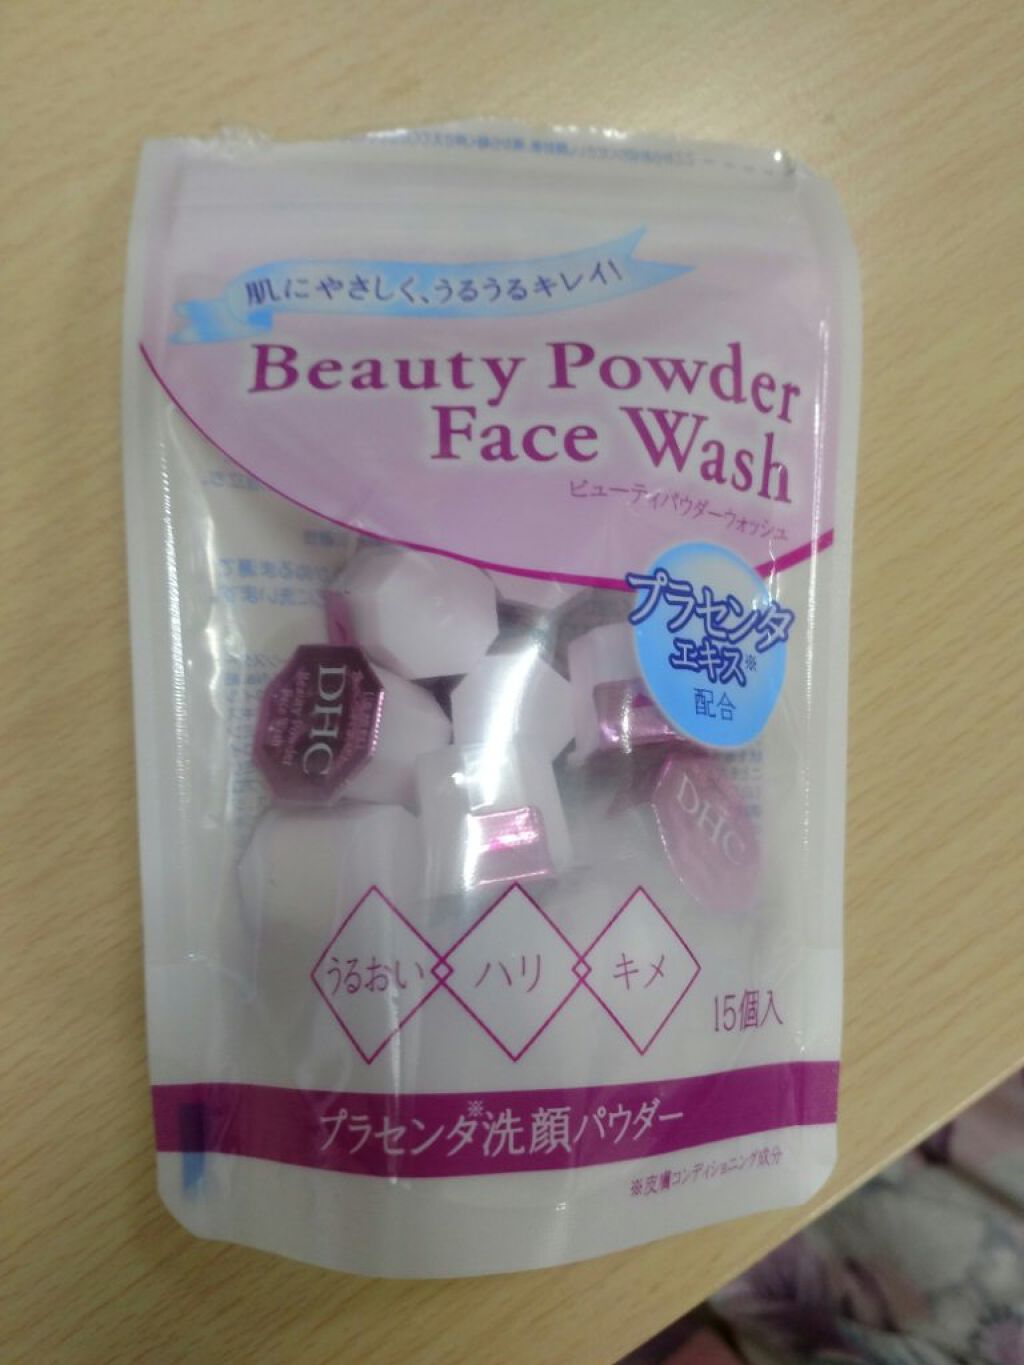 肌にやさしく、うるうるキレイ!
Beauty Powder
Face Wash
ビューティパウダーウォッシュ
プラセンタ
エキス※
配合
DHC
Beauty Powder
Face Wash
DHC
うるおい
ハリ
キメ
15個入
プラセンタ※洗顔パウダー
※皮膚コンディショニング成分